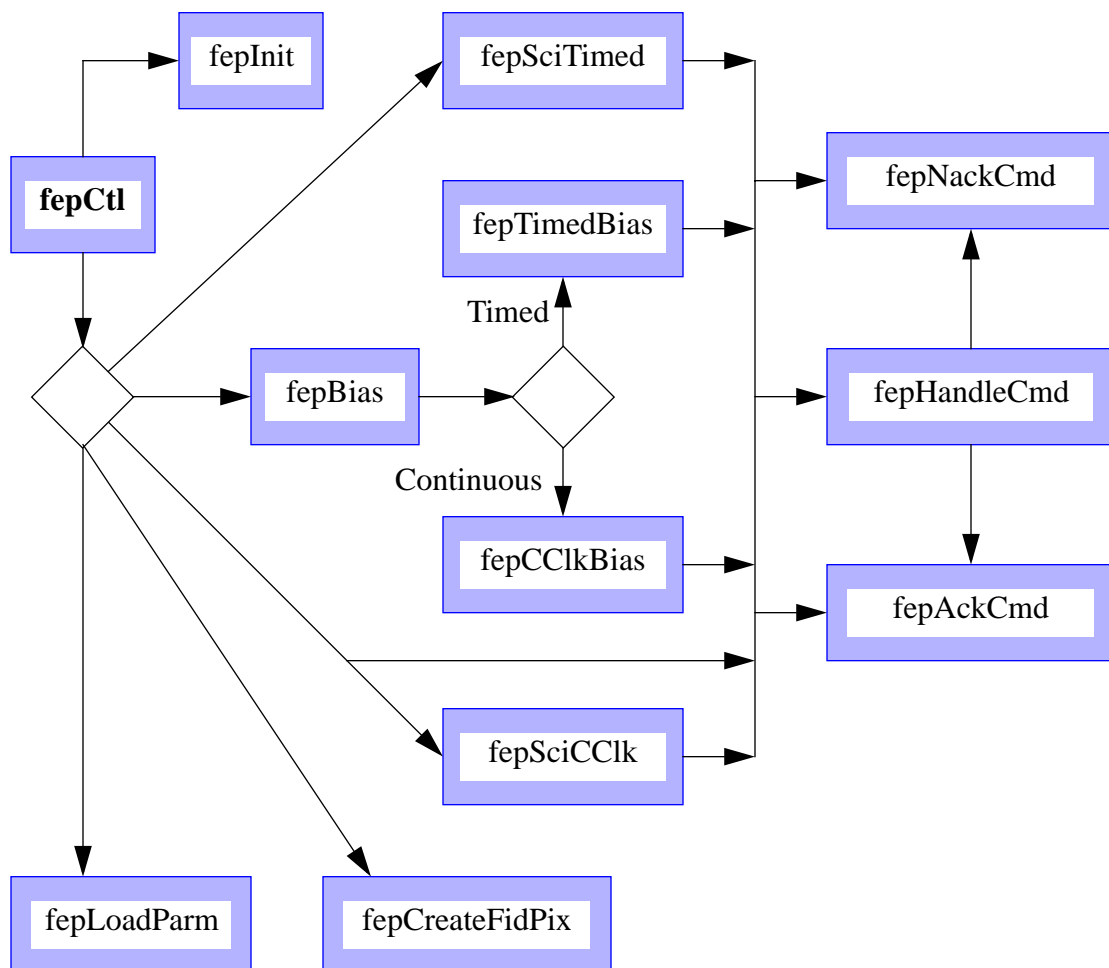 fepInit
fepSciTimed
fepCtl
fepNackCmd
fepTimedBias
Timed
fepBias
fepHandleCmd
Continuous
fepCClkBias
fepAckCmd
fepSciCClk
fepLoadParm
fepCreateFidPix